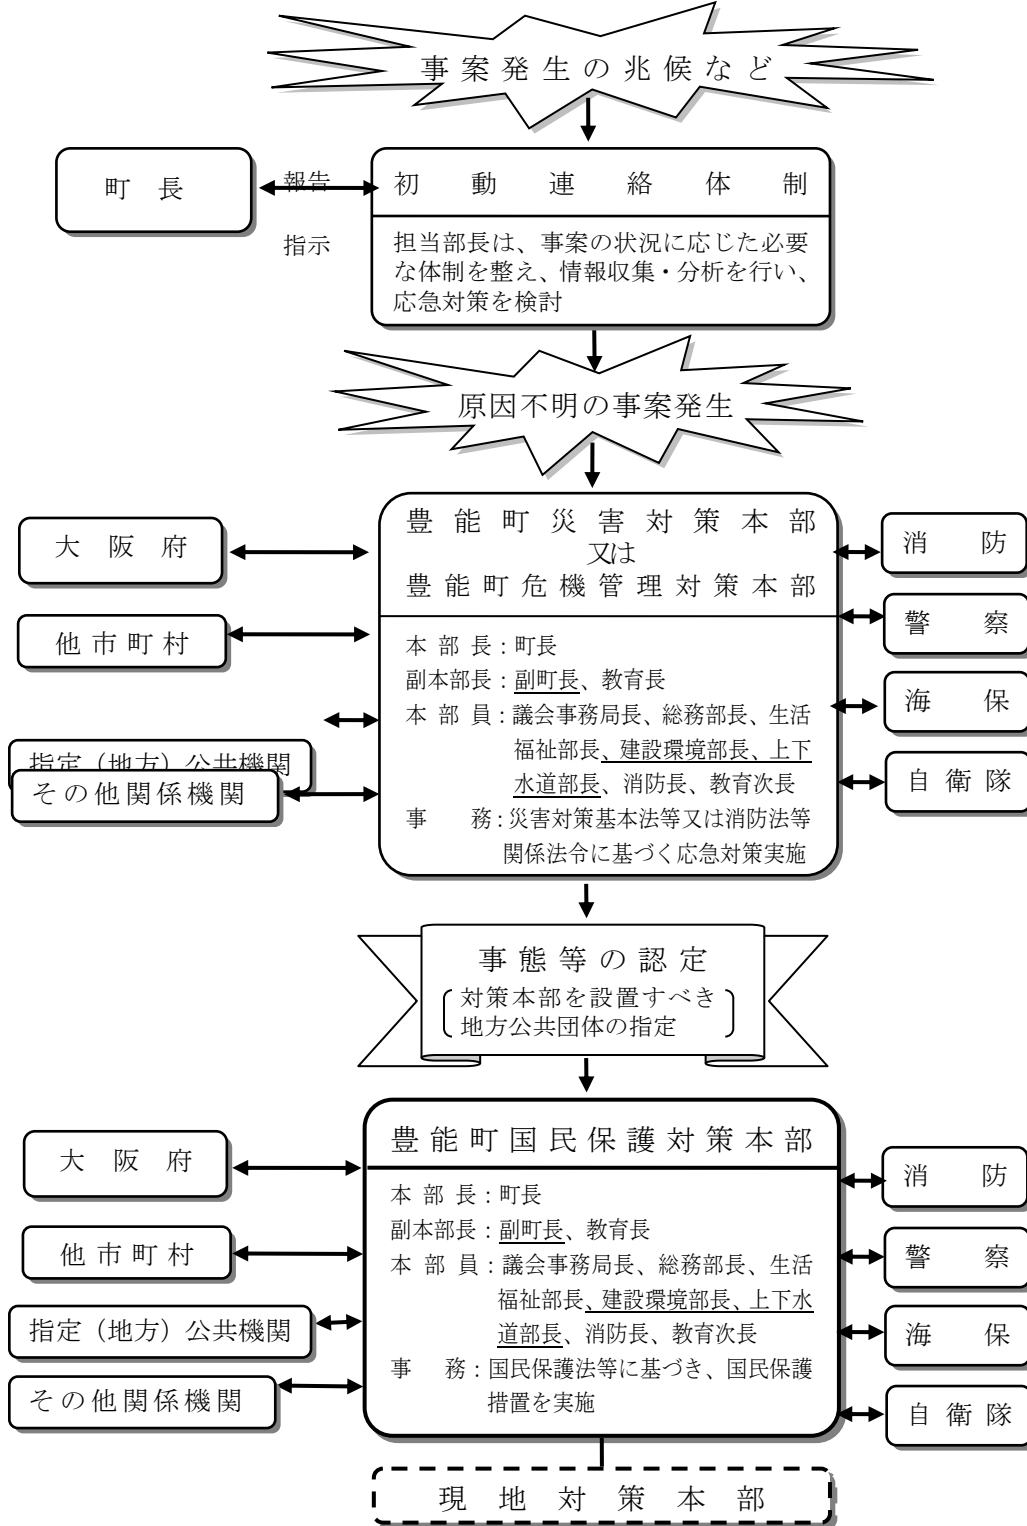 事案発生の兆候など
町長
報告
指示
初動連絡体制
担当部長は、事案の状況に応じた必要
な体制を整え、情報収集・分析を行い、
応急対策を検討
原因不明の事案発生
豊能町災害対策本部
又は
豊能町危機管理対策本部
本部長：町長
副本部長：副町長、教育長
本部員：議会事務局長、総務部長、生活
福祉部長、建設環境部長、上下
水道部長、消防長、教育次長
事務：災害対策基本法等又は消防法等
関係法令に基づく応急対策実施
大阪府
他市町村
指定（地方）公共機関
その他関係機関
消防
警察
海保
自衛隊
事態等の認定
対策本部を設置すべき
地方公共団体の指定
豊能町国民保護対策本部
本部長：町長
副本部長：副町長、教育長
本部員：議会事務局長、総務部長、生活
福祉部長、建設環境部長、上下水
道部長、消防長、教育次長
事務：国民保護法等に基づき、国民保護
措置を実施
大阪府
他市町村
指定（地方）公共機関
その他関係機関
消防
警察
海保
自衛隊
現地対策本部